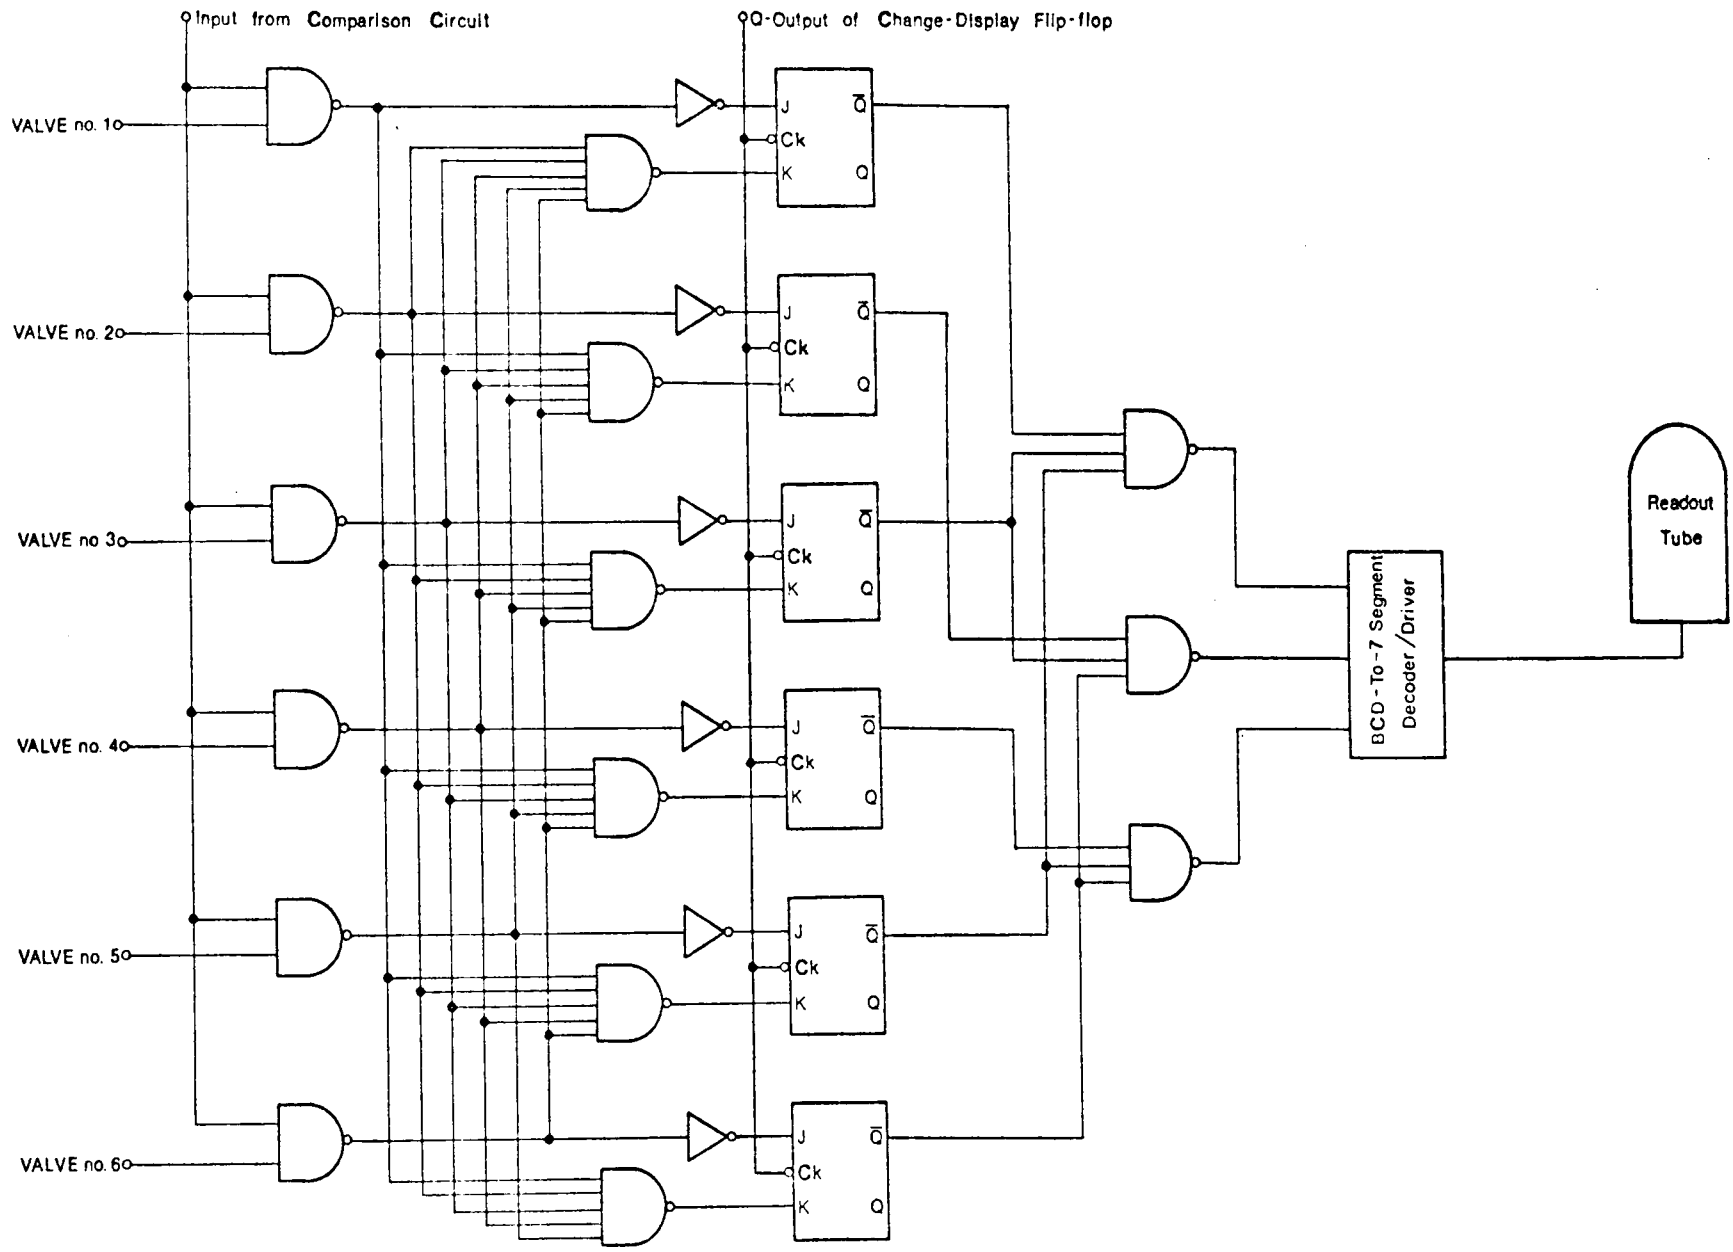 Input from Comparison Circuit
Q-Output of Change-Display Flip-flop
VALVE no. 1
J
Q̅
Ck
K
Q
VALVE no. 2
J
Q̅
Ck
K
Q
VALVE no 3
J
Q̅
Ck
K
Q
Readout
Tube
BCD-To-7 Segment
Decoder/Driver
VALVE no. 4
J
Q̅
Ck
K
Q
VALVE no. 5
J
Q̅
Ck
K
Q
VALVE no. 6
J
Q̅
Ck
K
Q